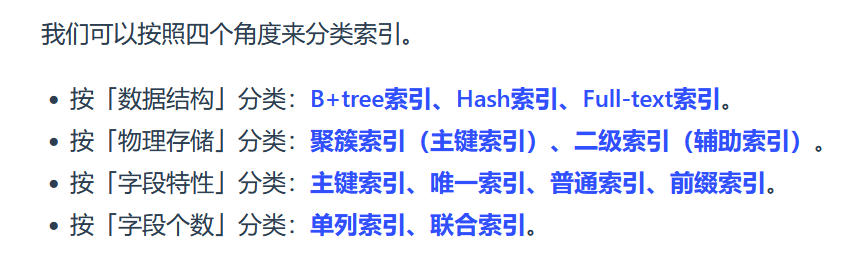 我们可以按照四个角度来分类索引。
• 按「数据结构」分类：B+tree索引、Hash索引、Full-text索引。
• 按「物理存储」分类：聚簇索引（主键索引）、二级索引（辅助索引）。
• 按「字段特性」分类：主键索引、唯一索引、普通索引、前缀索引。
• 按「字段个数」分类：单列索引、联合索引。